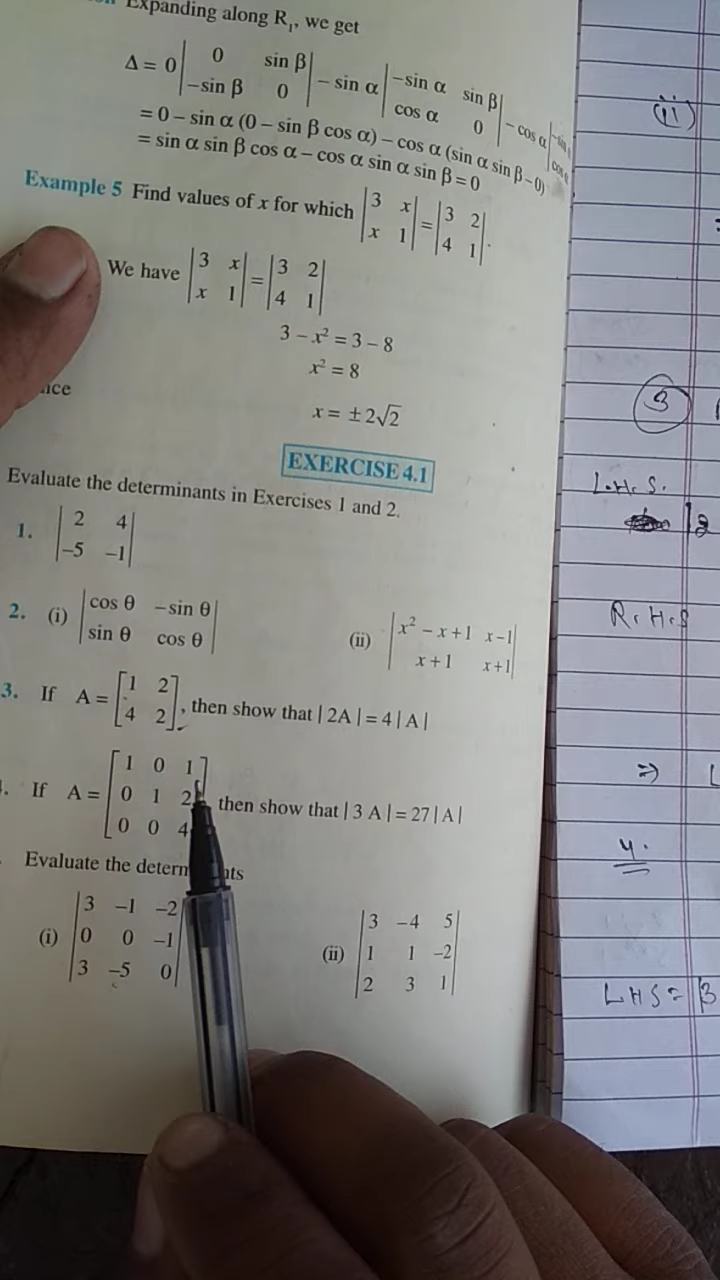 Expanding along R₁, we get
Δ = 0 | 0 sin β | – sin α | –sin α sin β | – cos α
| –sin β 0 | | cos α 0 |
= 0 – sin α (0 – sin β cos α) – cos α (sin α sin β – 0)
= sin α sin β cos α – cos α sin α sin β = 0
Example 5 Find values of x for which | 3 x | = | 3 2 | .
| x 1 | | 4 1 |
We have | 3 x | = | 3 2 |
| x 1 | | 4 1 |
3 – x² = 3 – 8
x² = 8
x = ± 2√2
EXERCISE 4.1
Evaluate the determinants in Exercises 1 and 2.
1. | 2 4 |
| –5 –1 |
2. (i) | cos θ –sin θ | (ii) | x² – x + 1 x – 1 |
| sin θ cos θ | | x + 1 x + 1 |
3. If A = [ 1 2 ] , then show that | 2A | = 4 | A |
[ 4 2 ]
. If A = [ 1 0 1 ] then show that | 3 A | = 27 | A |
[ 0 1 2 ]
[ 0 0 4 ]
Evaluate the
(i) | 3 –1 –2 | (ii) | 3 –4 5 |
| 0 0 –1 | | 1 1 –2 |
| 3 –5 0 | | 2 3 1 |
(ii)
3
L.H.S.
R.H.S
⇒ L
4.
LHS = |3